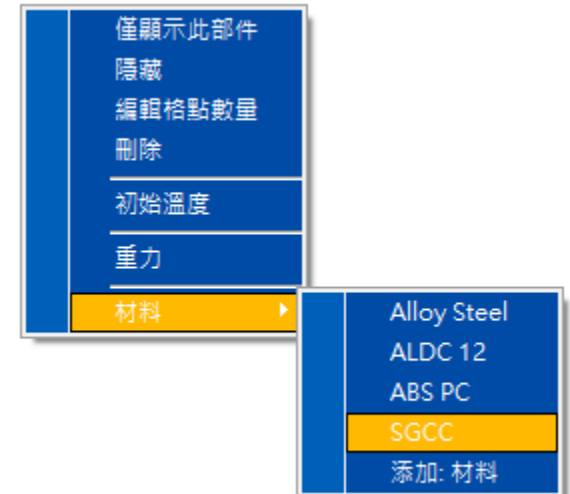 僅顯示此部件
隱藏
編輯格點數量
刪除
初始溫度
重力
材料
Alloy Steel
ALDC 12
ABS PC
SGCC
添加: 材料